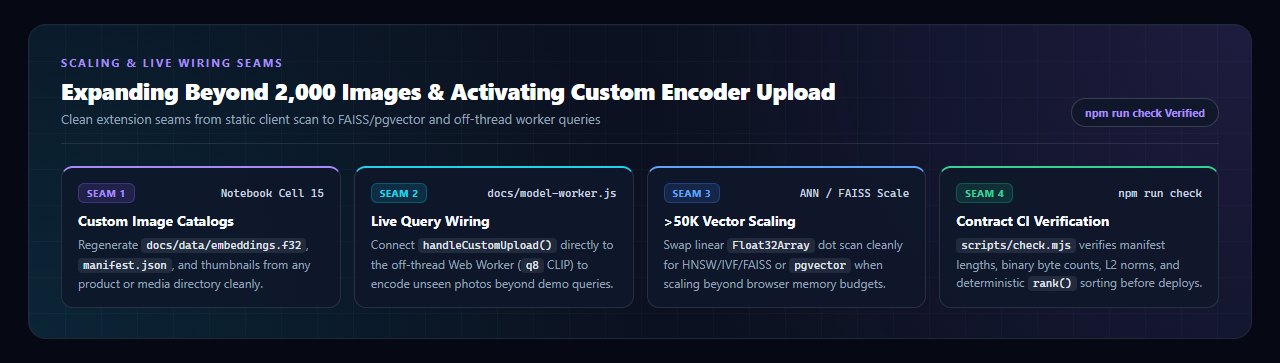 SCALING & LIVE WIRING SEAMS
Expanding Beyond 2,000 Images & Activating Custom Encoder Upload
Clean extension seams from static client scan to FAISS/pgvector and off-thread worker queries
npm run check Verified
SEAM 1
Notebook Cell 15
Custom Image Catalogs
Regenerate docs/data/embeddings.f32,
manifest.json, and thumbnails from any
product or media directory cleanly.
SEAM 2
docs/model-worker.js
Live Query Wiring
Connect handleCustomUpload() directly to
the off-thread Web Worker (q8 CLIP) to
encode unseen photos beyond demo queries.
SEAM 3
ANN / FAISS Scale
>50K Vector Scaling
Swap linear Float32Array dot scan cleanly
for HNSW/IVF/FAISS or pgvector when
scaling beyond browser memory budgets.
SEAM 4
npm run check
Contract CI Verification
scripts/check.mjs verifies manifest
lengths, binary byte counts, L2 norms, and
deterministic rank() sorting before deploys.